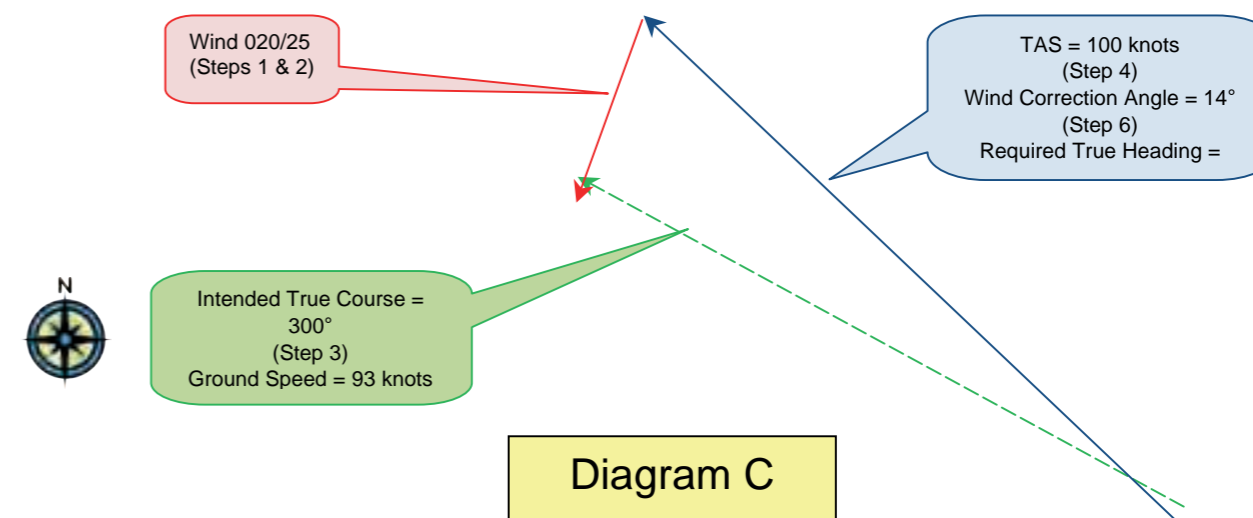 Wind 020/25
(Steps 1 & 2)
TAS = 100 knots
(Step 4)
Wind Correction Angle = 14°
(Step 6)
Required True Heading =
N
Intended True Course =
300°
(Step 3)
Ground Speed = 93 knots
Diagram C